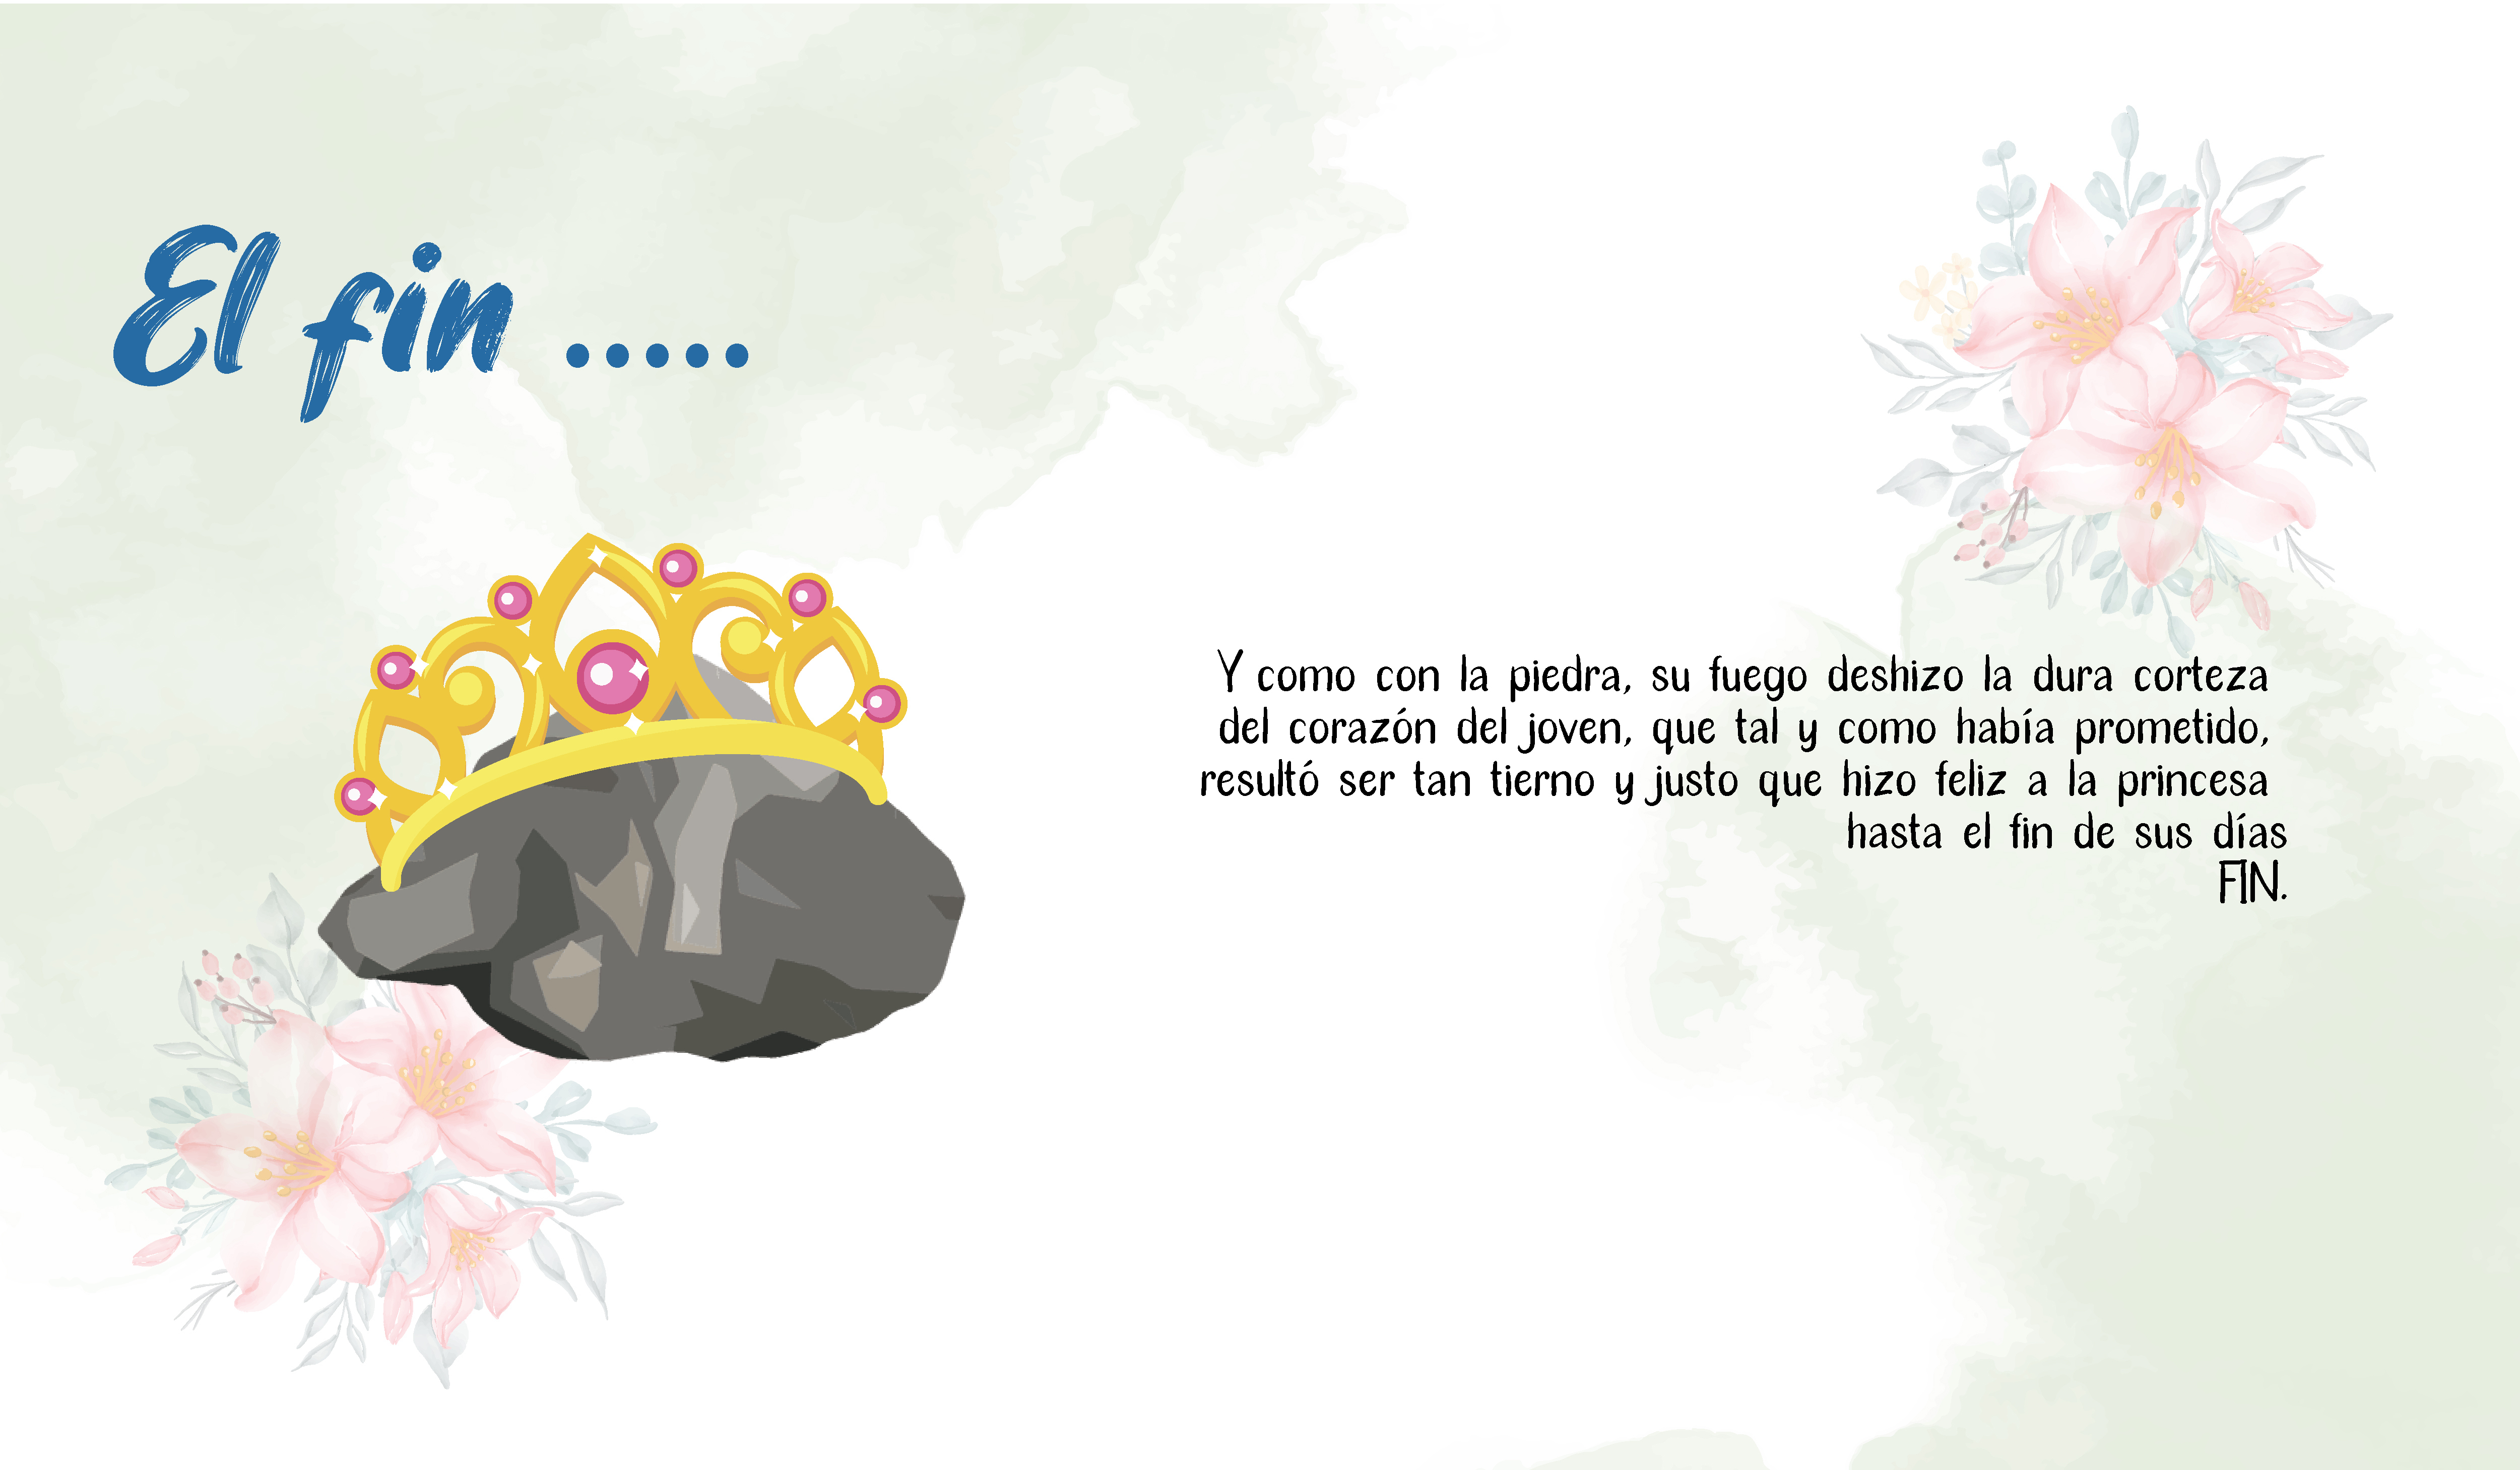 El fin .....
Y como con la piedra, su fuego deshizo la dura corteza
del corazón del joven, que tal y como había prometido,
resultó ser tan tierno y justo que hizo feliz a la princesa
hasta el fin de sus días
FIN.